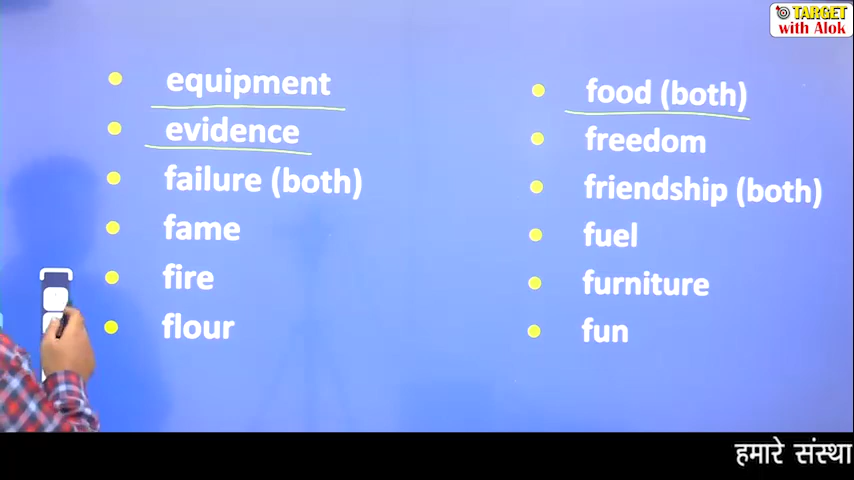 TARGET
with Alok
equipment
evidence
failure (both)
fame
fire
flour
food (both)
freedom
friendship (both)
fuel
furniture
fun
हमारे संस्था